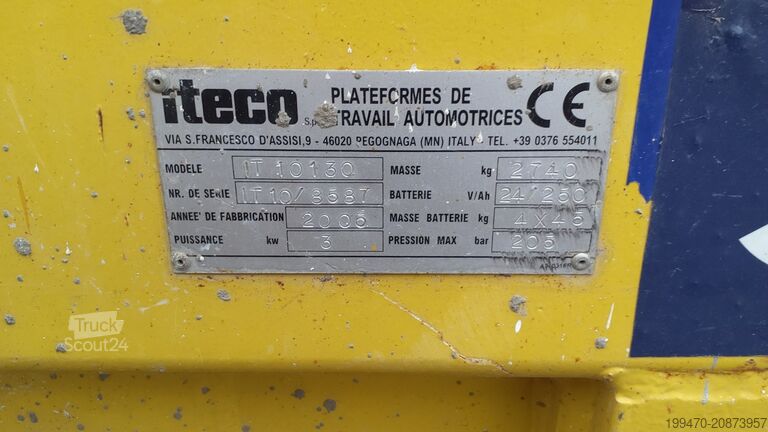 iteco S.p. PLATEFORMES DE
TRAVAIL AUTOMOTRICES CE
VIA S.FRANCESCO D'ASSISI,9 - 46020 PEGOGNAGA (MN) ITALY - TEL. +39 0376 554011
MODELE IT 10130 MASSE kg 2740
NR. DE SERIE IT10/8587 BATTERIE V/Ah 24/250
ANNEÉ DE FABBRICATION 2005 MASSE BATTERIE kg 4X45
PUISSANCE kw 3 PRESSION MAX bar 205
Truck
Scout24
199470-20873957